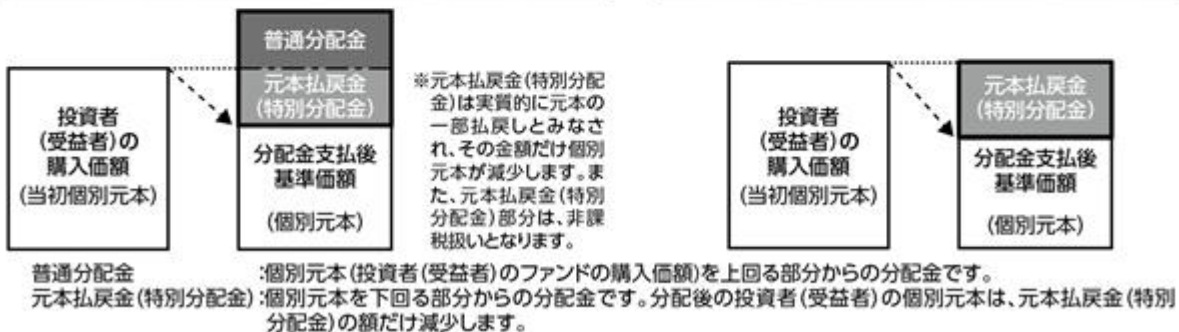 普通分配金
元本払戻金
(特別分配金)
投資者
(受益者)の
購入価額
(当初個別元本)
分配金支払後
基準価額
(個別元本)
※元本払戻金(特別分配
金)は実質的に元本の
一部払戻しとみなさ
れ、その金額だけ個別
元本が減少します。ま
た、元本払戻金(特別
分配金)部分は、非課
税扱いとなります。
投資者
(受益者)の
購入価額
(当初個別元本)
元本払戻金
(特別分配金)
分配金支払後
基準価額
(個別元本)
普通分配金 :個別元本(投資者(受益者)のファンドの購入価額)を上回る部分からの分配金です。
元本払戻金(特別分配金):個別元本を下回る部分からの分配金です。分配後の投資者(受益者)の個別元本は、元本払戻金(特別
分配金)の額だけ減少します。